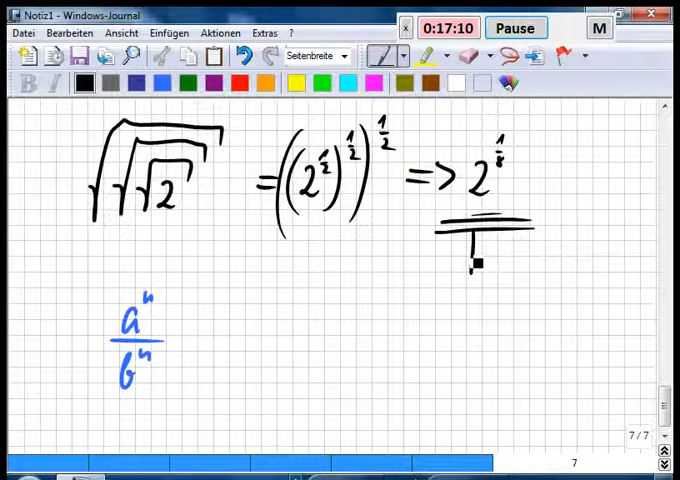 Notiz1 - Windows-Journal
x 0:17:10 Pause M
Datei Bearbeiten Ansicht Einfügen Aktionen Extras ?
Seitenbreite
B I
√√√2 = ((2^1/2)^1/2)^1/2 => 2^1/8
a^n
b^n
7/7
7